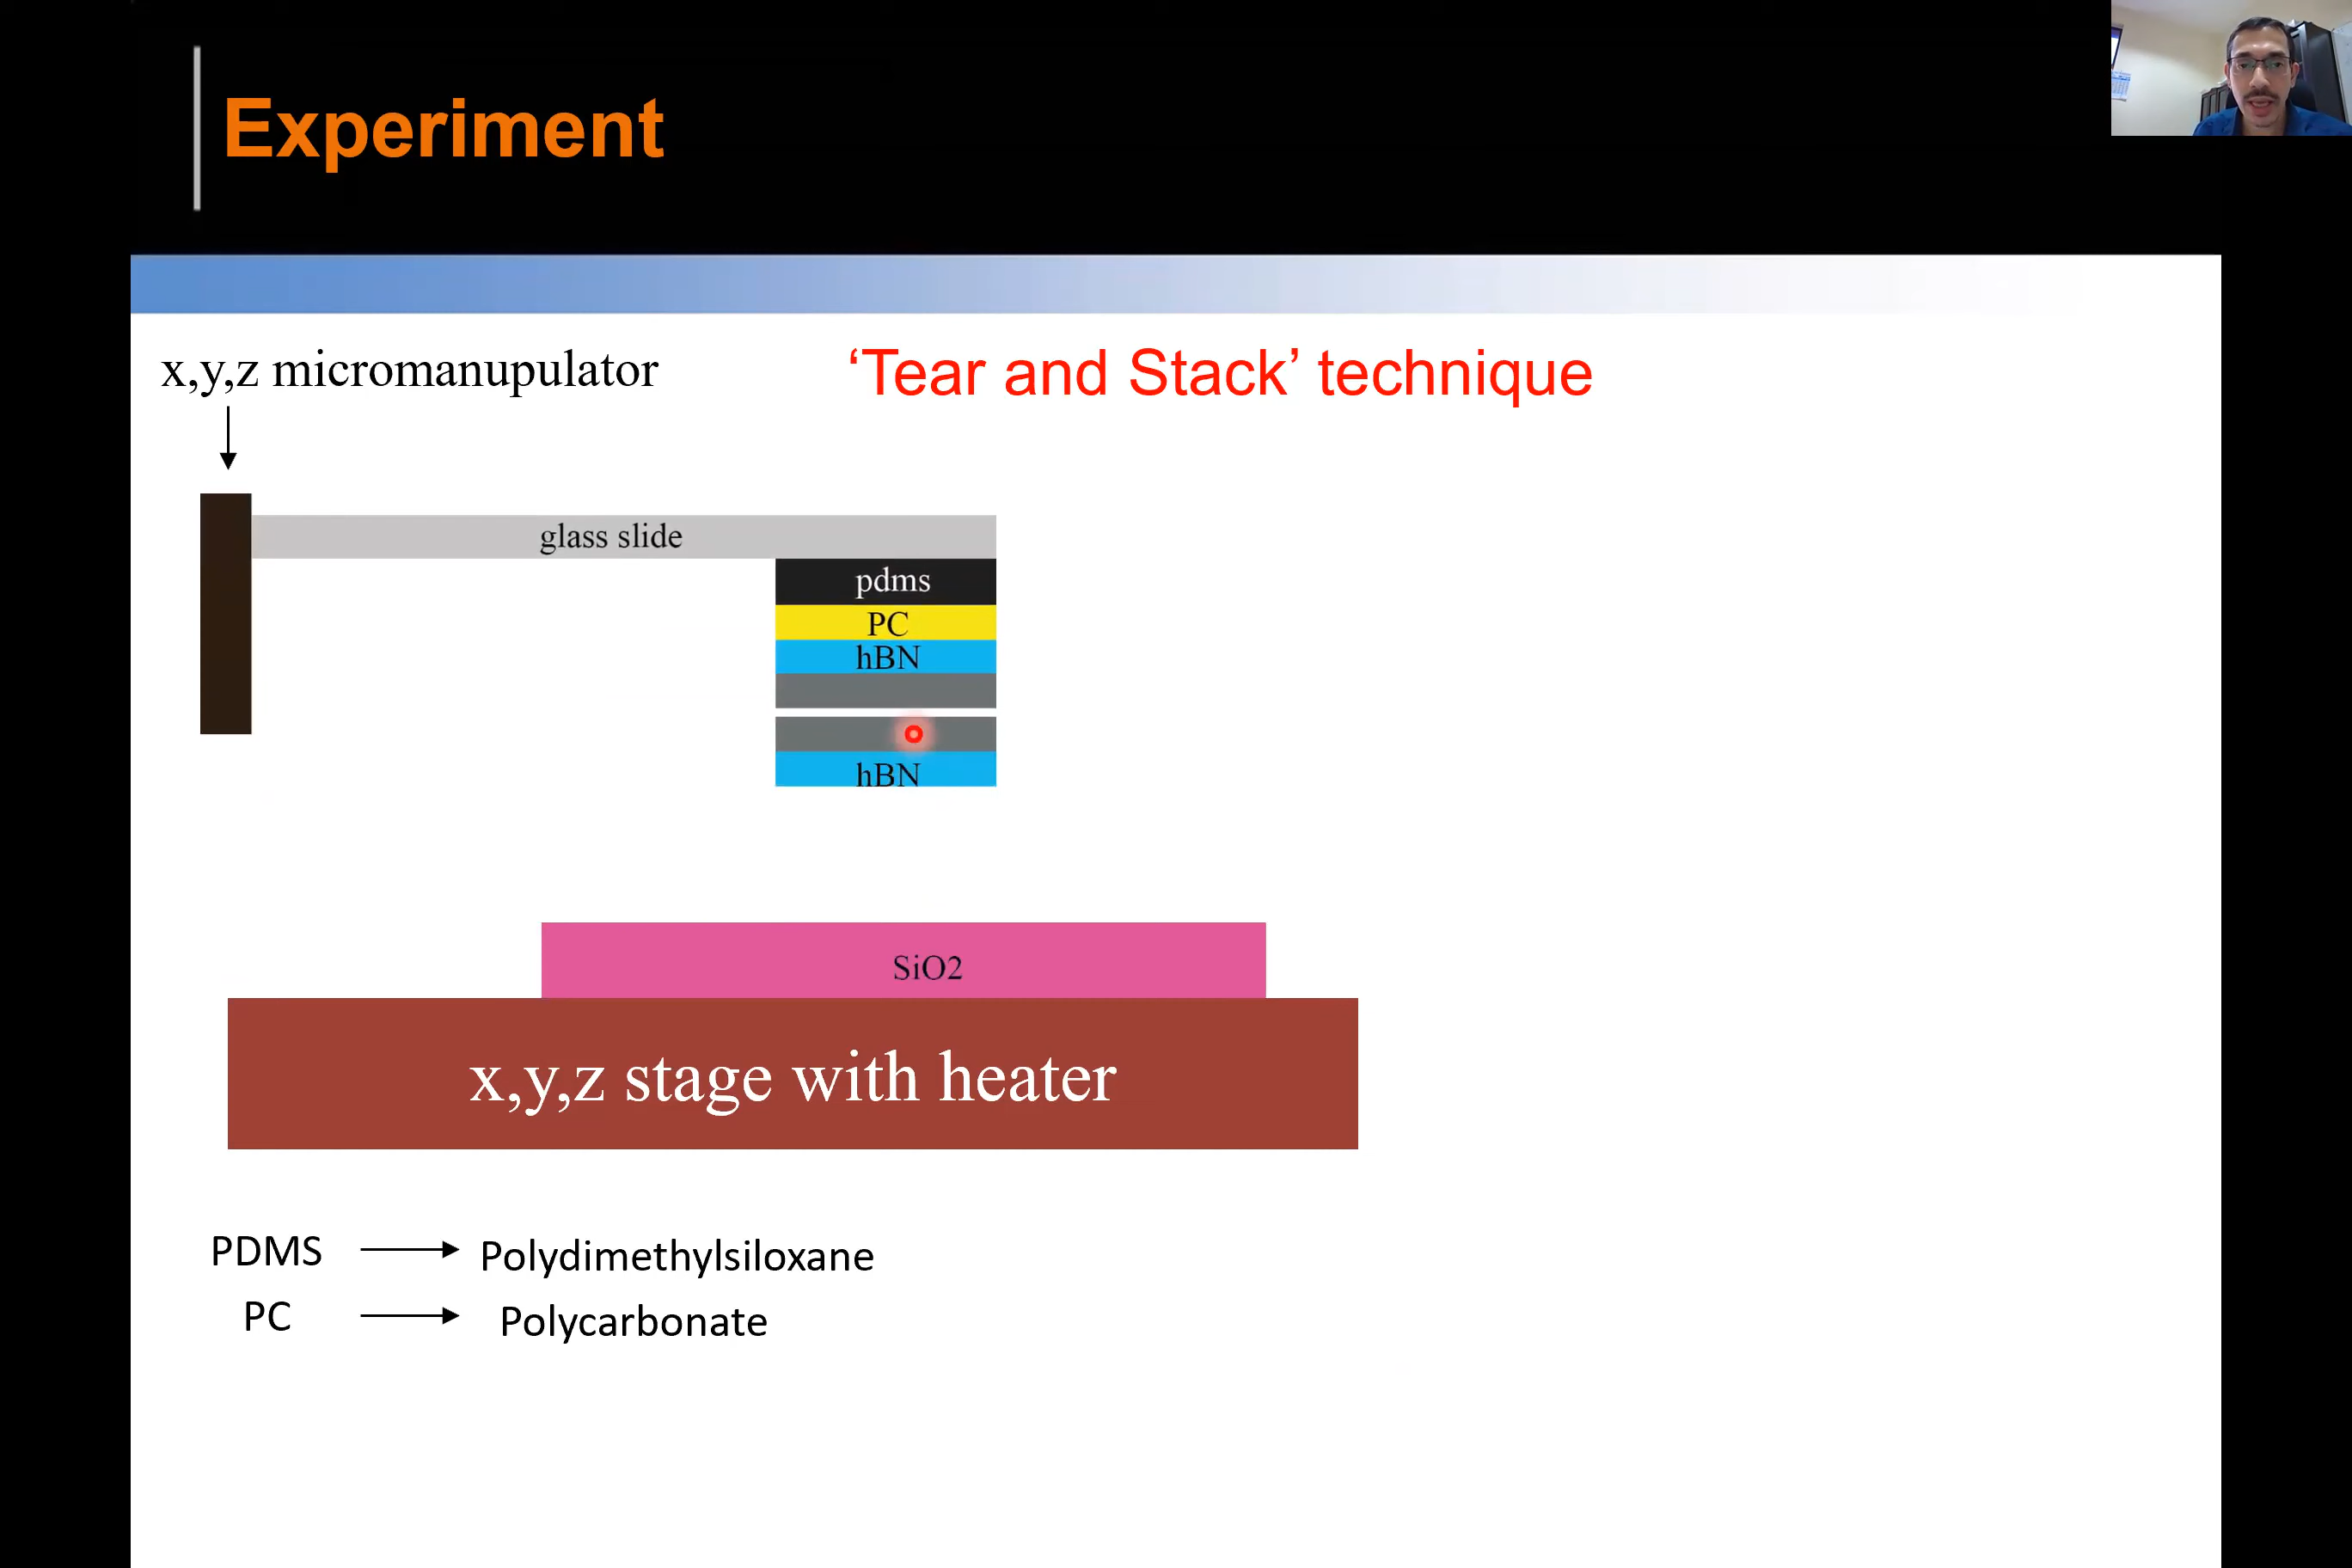 Experiment
x,y,z micromanupulator
‘Tear and Stack’ technique
glass slide
pdms
PC
hBN
hBN
SiO2
x,y,z stage with heater
PDMS
Polydimethylsiloxane
PC
Polycarbonate